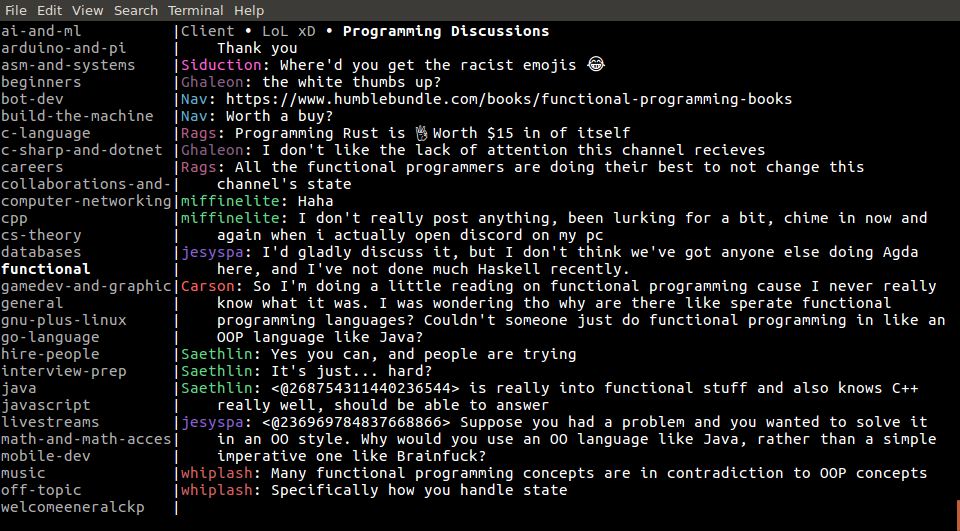 File Edit View Search Terminal Help
ai-and-ml |Client • LoL xD • Programming Discussions
arduino-and-pi | Thank you
asm-and-systems |Siduction: Where'd you get the racist emojis 😂
beginners |Ghaleon: the white thumbs up?
bot-dev |Nav: https://www.humblebundle.com/books/functional-programming-books
build-the-machine |Nav: Worth a buy?
c-language |Rags: Programming Rust is 👌Worth $15 in of itself
c-sharp-and-dotnet |Ghaleon: I don't like the lack of attention this channel recieves
careers |Rags: All the functional programmers are doing their best to not change this
collaborations-and-| channel's state
computer-networking|miffinelite: Haha
cpp |miffinelite: I don't really post anything, been lurking for a bit, chime in now and
cs-theory | again when i actually open discord on my pc
databases |jesyspa: I'd gladly discuss it, but I don't think we've got anyone else doing Agda
functional | here, and I've not done much Haskell recently.
gamedev-and-graphic|Carson: So I'm doing a little reading on functional programming cause I never really
general | know what it was. I was wondering tho why are there like sperate functional
gnu-plus-linux | programming languages? Couldn't someone just do functional programming in like an
go-language | OOP language like Java?
hire-people |Saethlin: Yes you can, and people are trying
interview-prep |Saethlin: It's just... hard?
java |Saethlin: <@268754311440236544> is really into functional stuff and also knows C++
javascript | really well, should be able to answer
livestreams |jesyspa: <@236969784837668866> Suppose you had a problem and you wanted to solve it
math-and-math-acces| in an OO style. Why would you use an OO language like Java, rather than a simple
mobile-dev | imperative one like Brainfuck?
music |whiplash: Many functional programming concepts are in contradiction to OOP concepts
off-topic |whiplash: Specifically how you handle state
welcomeeneralckp |